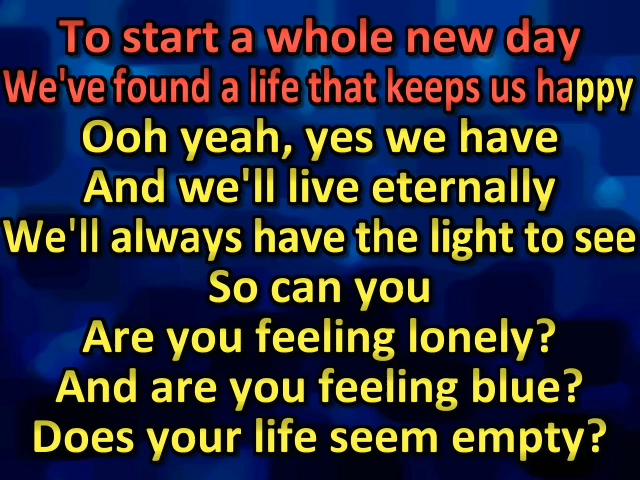 To start a whole new day
We've found a life that keeps us happy
Ooh yeah, yes we have
And we'll live eternally
We'll always have the light to see
So can you
Are you feeling lonely?
And are you feeling blue?
Does your life seem empty?